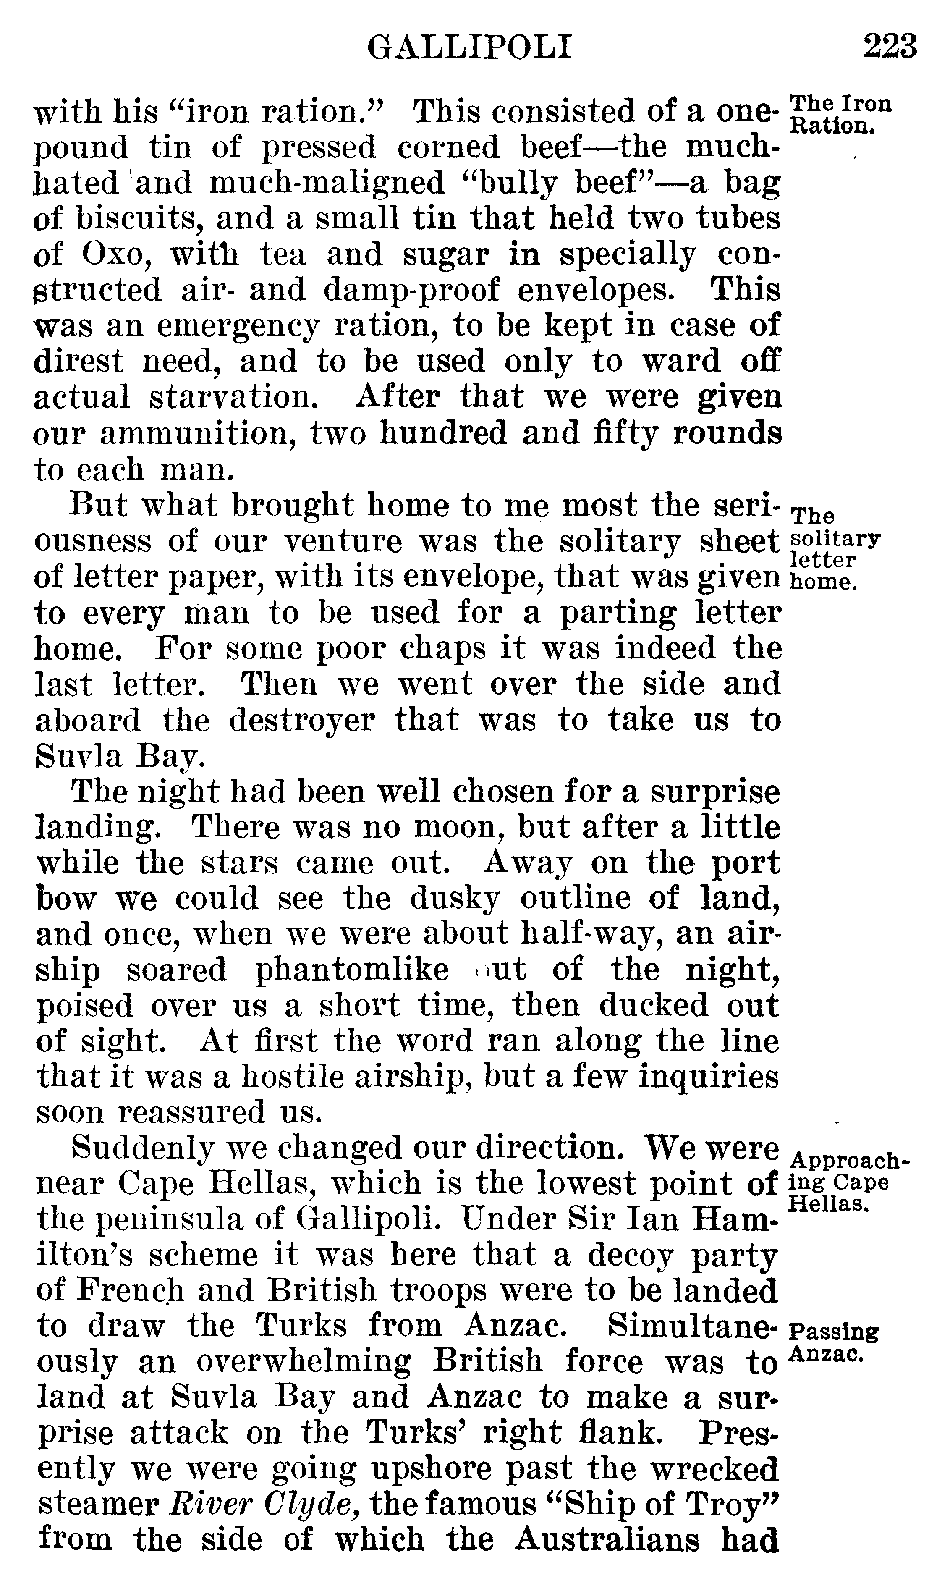 GALLIPOLI 223
with his “iron ration.” This consisted of a one-
The Iron
Ration.
pound tin of pressed corned beef—the much-
hated and much-maligned “bully beef”—a bag
of biscuits, and a small tin that held two tubes
of Oxo, with tea and sugar in specially con-
structed air- and damp-proof envelopes. This
was an emergency ration, to be kept in case of
direst need, and to be used only to ward off
actual starvation. After that we were given
our ammunition, two hundred and fifty rounds
to each man.
But what brought home to me most the seri-
The
solitary
letter
home.
ousness of our venture was the solitary sheet
of letter paper, with its envelope, that was given
to every man to be used for a parting letter
home. For some poor chaps it was indeed the
last letter. Then we went over the side and
aboard the destroyer that was to take us to
Suvla Bay.
The night had been well chosen for a surprise
landing. There was no moon, but after a little
while the stars came out. Away on the port
bow we could see the dusky outline of land,
and once, when we were about half-way, an air-
ship soared phantomlike out of the night,
poised over us a short time, then ducked out
of sight. At first the word ran along the line
that it was a hostile airship, but a few inquiries
soon reassured us.
Suddenly we changed our direction. We were
Approach-
ing Cape
Hellas.
near Cape Hellas, which is the lowest point of
the peninsula of Gallipoli. Under Sir Ian Ham-
ilton’s scheme it was here that a decoy party
of French and British troops were to be landed
to draw the Turks from Anzac. Simultane-
Passing
Anzac.
ously an overwhelming British force was to
land at Suvla Bay and Anzac to make a sur-
prise attack on the Turks’ right flank. Pres-
ently we were going upshore past the wrecked
steamer River Clyde, the famous “Ship of Troy”
from the side of which the Australians had